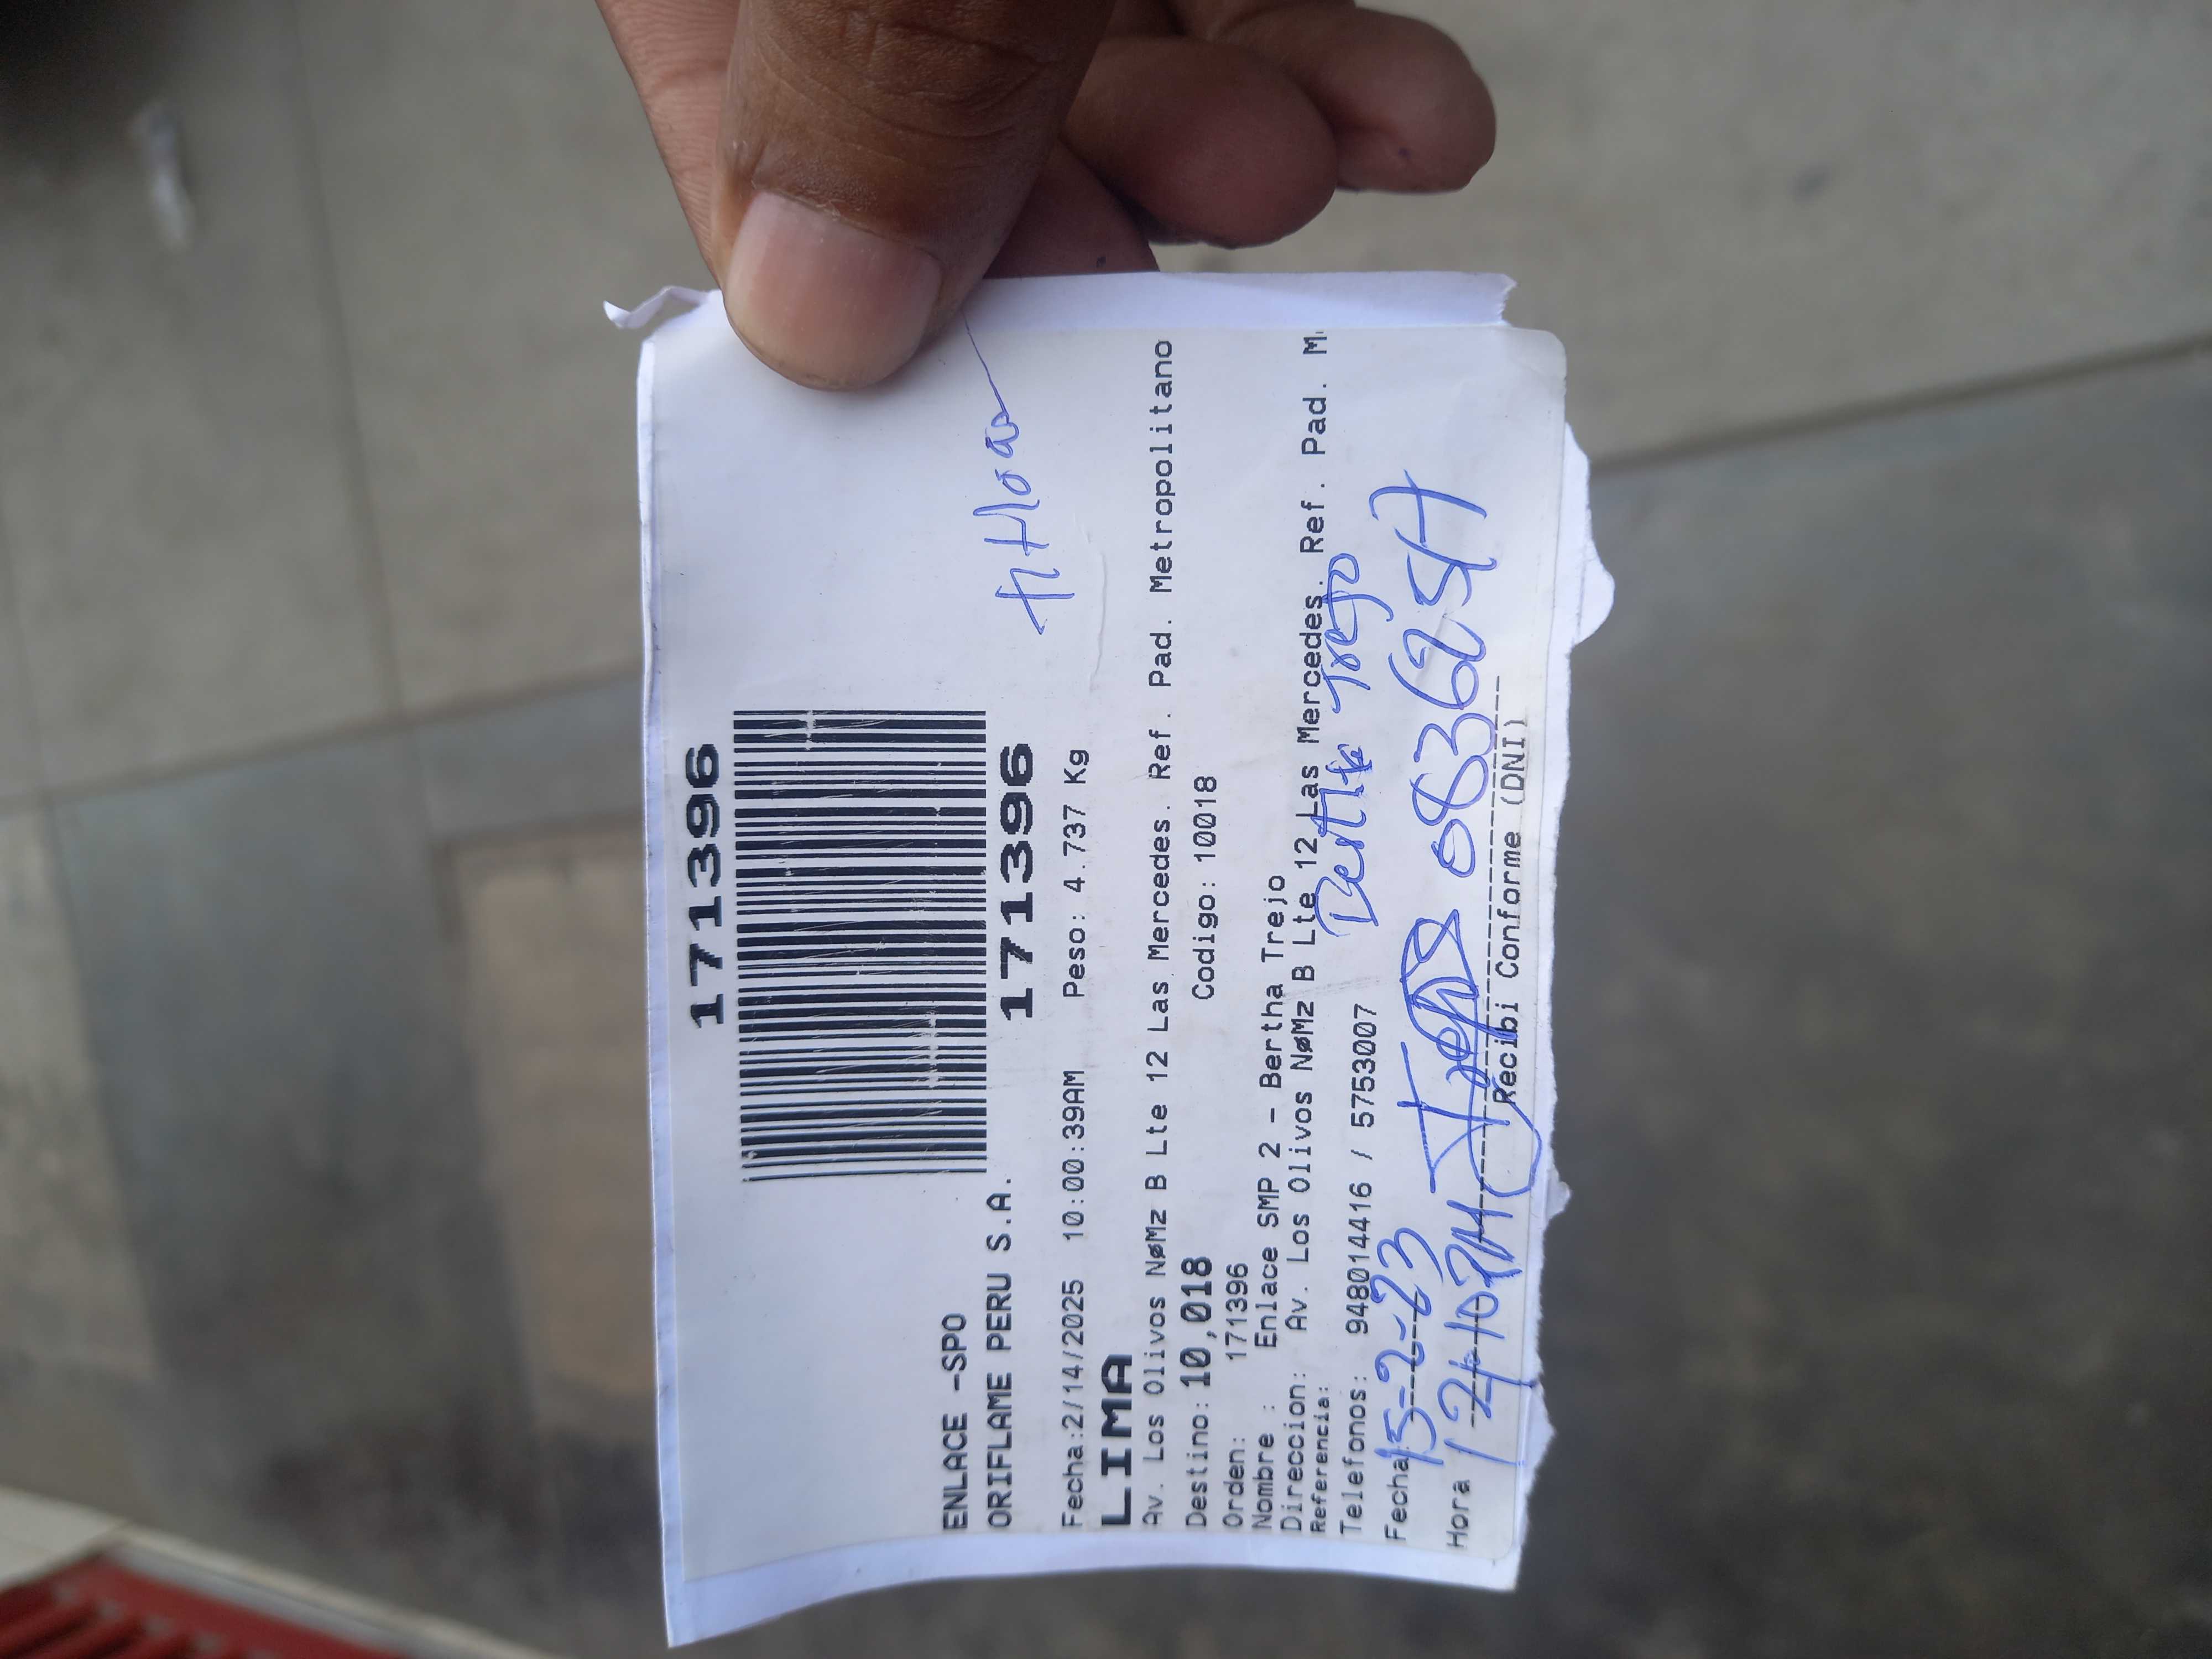 171396
ENLACE -SPO
ORIFLAME PERU S.A.
171396
Fecha:2/14/2025 10:00:39AM Peso: 4.737 Kg
LIMA
Av. Los Olivos NøMz B Lte 12 Las Mercedes. Ref. Pad. Metropolitano
Destino: 10,018 Codigo: 10018
Orden: 171396
Nombre : Enlace SMP 2 - Bertha Trejo
Direccion: Av. Los Olivos NøMz B Lte 12 Las Mercedes. Ref. Pad. M
Referencia:
Bertha Trejo
Telefonos: 948014416 / 5753007
Fecha 15-2-23
Hora
Recibi Conforme (DNI)